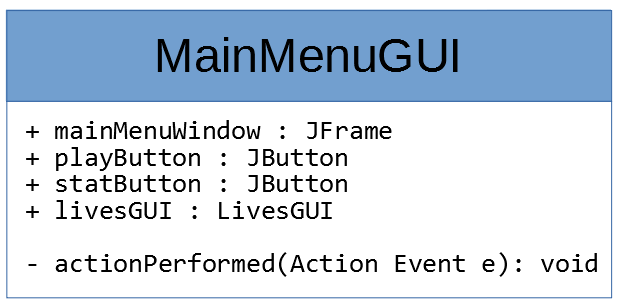 MainMenuGUI
+ mainMenuWindow : JFrame
+ playButton : JButton
+ statButton : JButton
+ livesGUI : LivesGUI
- actionPerformed(Action Event e): void